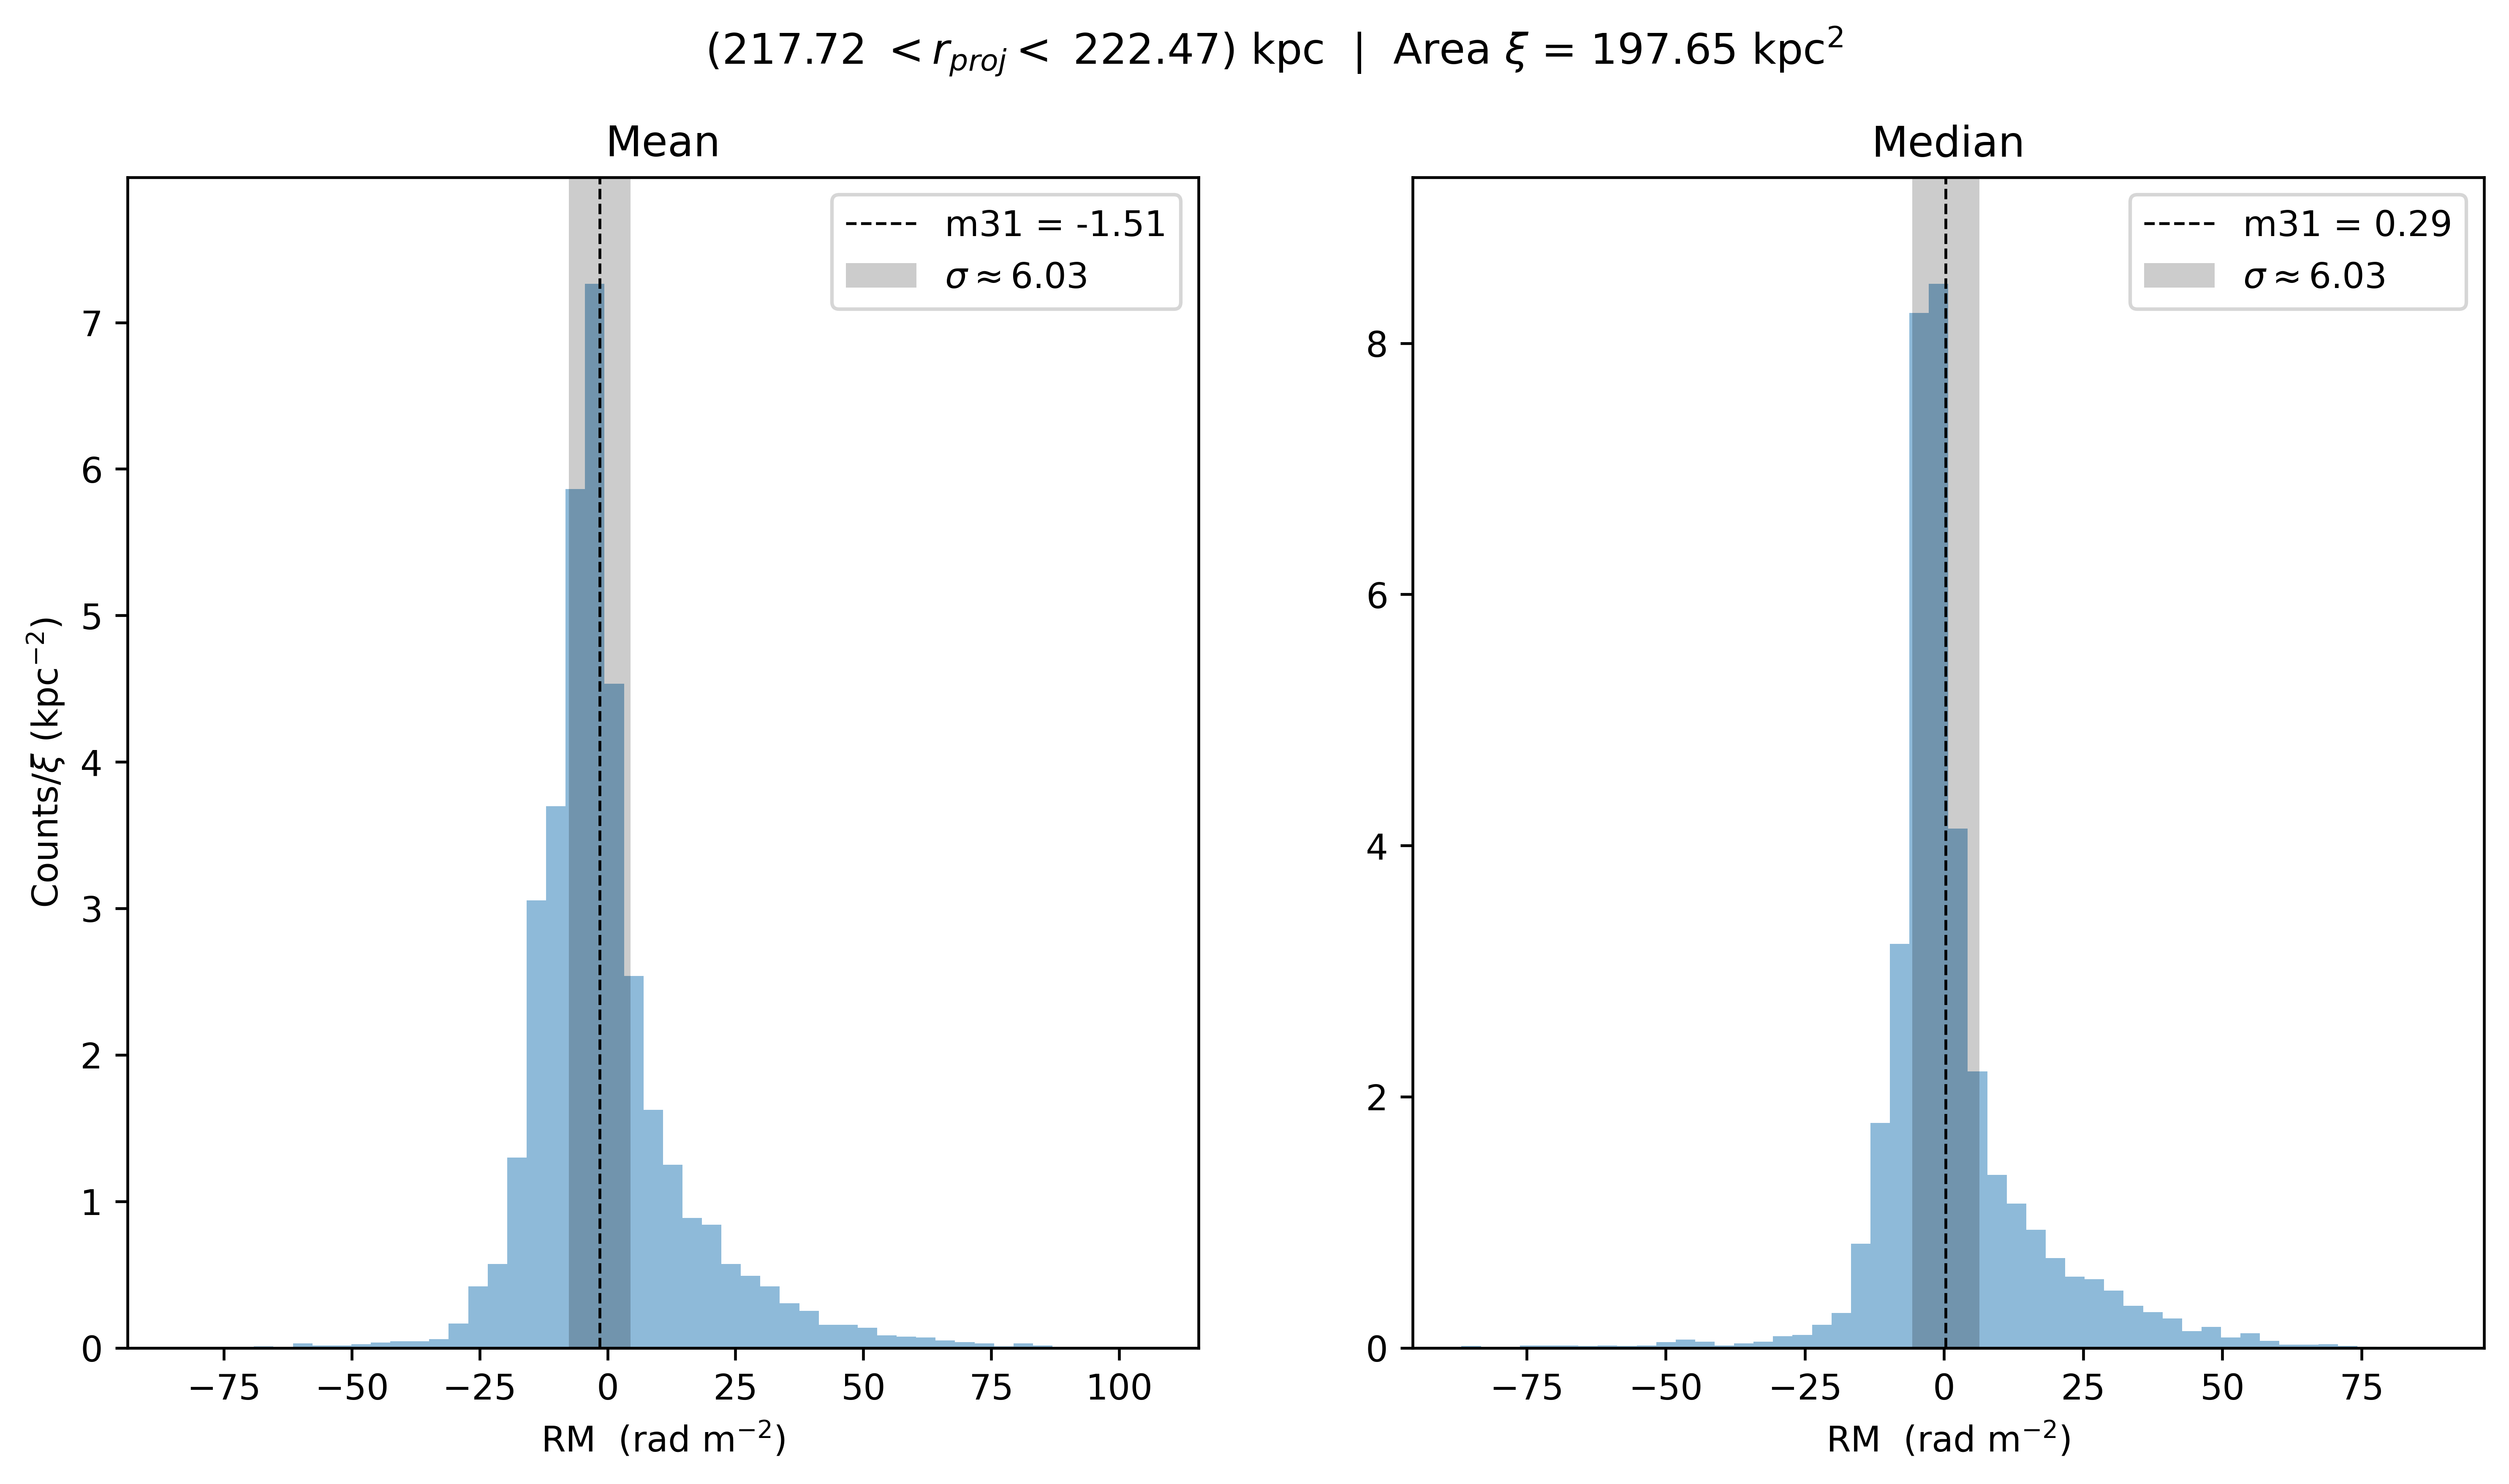 (217.72 < r_proj < 222.47) kpc | Area ξ = 197.65 kpc²
Mean
m31 = -1.51
σ ≈ 6.03
7
6
5
4
3
2
1
0
Counts/ξ (kpc⁻²)
−75 −50 −25 0 25 50 75 100
RM (rad m⁻²)
Median
m31 = 0.29
σ ≈ 6.03
8
6
4
2
0
−75 −50 −25 0 25 50 75
RM (rad m⁻²)